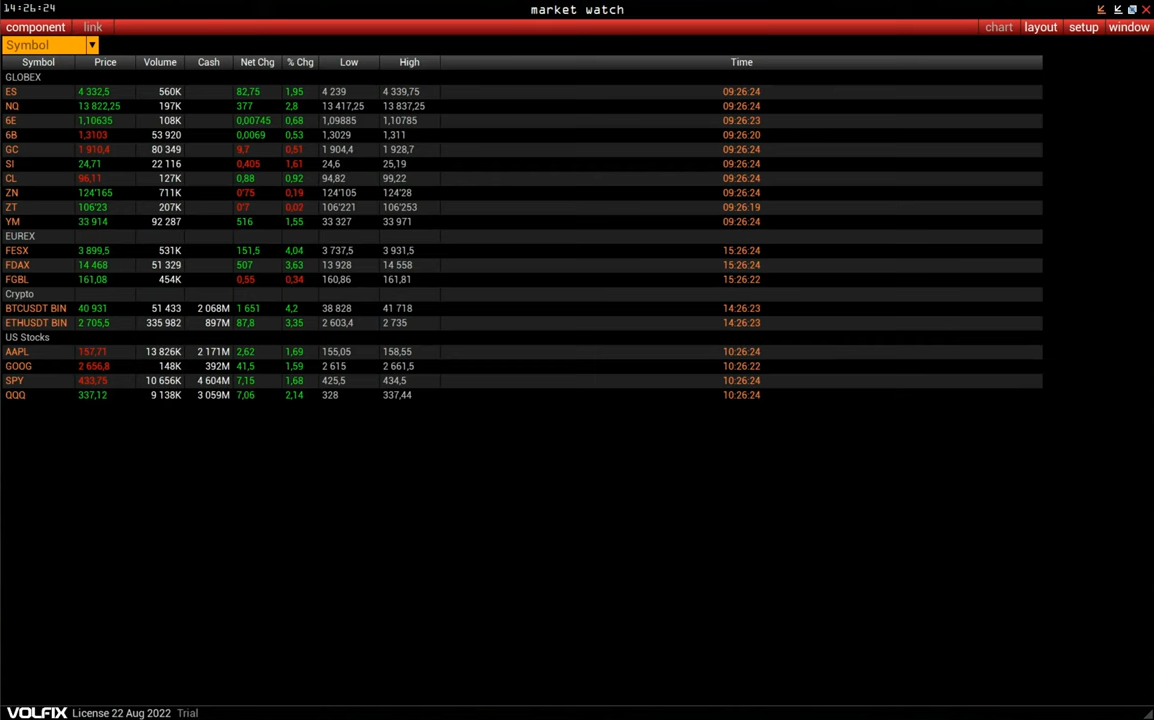 14:26:24 market watch
component link chart layout setup window
Symbol
Symbol Price Volume Cash Net Chg % Chg Low High Time
GLOBEX
ES 4 332,5 560K 82,75 1,95 4 239 4 339,75 09:26:24
NQ 13 822,25 197K 377 2,8 13 417,25 13 837,25 09:26:24
6E 1,10635 108K 0,00745 0,68 1,09885 1,10785 09:26:23
6B 1,3103 53 920 0,0069 0,53 1,3029 1,311 09:26:20
GC 1 910,4 80 349 9,7 0,51 1 904,4 1 928,7 09:26:24
SI 24,71 22 116 0,405 1,61 24,6 25,19 09:26:24
CL 96,11 127K 0,88 0,92 94,82 99,22 09:26:24
ZN 124'165 711K 0'75 0,19 124'105 124'28 09:26:24
ZT 106'23 207K 0'7 0,02 106'221 106'253 09:26:19
YM 33 914 92 287 516 1,55 33 327 33 971 09:26:24
EUREX
FESX 3 899,5 531K 151,5 4,04 3 737,5 3 931,5 15:26:24
FDAX 14 468 51 329 507 3,63 13 928 14 558 15:26:24
FGBL 161,08 454K 0,55 0,34 160,86 161,81 15:26:22
Crypto
BTCUSDT BIN 40 931 51 433 2 068M 1 651 4,2 38 828 41 718 14:26:23
ETHUSDT BIN 2 705,5 335 982 897M 87,8 3,35 2 603,4 2 735 14:26:23
US Stocks
AAPL 157,71 13 826K 2 171M 2,62 1,69 155,05 158,55 10:26:24
GOOG 2 656,8 148K 392M 41,5 1,59 2 615 2 661,5 10:26:22
SPY 433,75 10 656K 4 604M 7,15 1,68 425,5 434,5 10:26:24
QQQ 337,12 9 138K 3 059M 7,06 2,14 328 337,44 10:26:24
VOLFIX License 22 Aug 2022 Trial